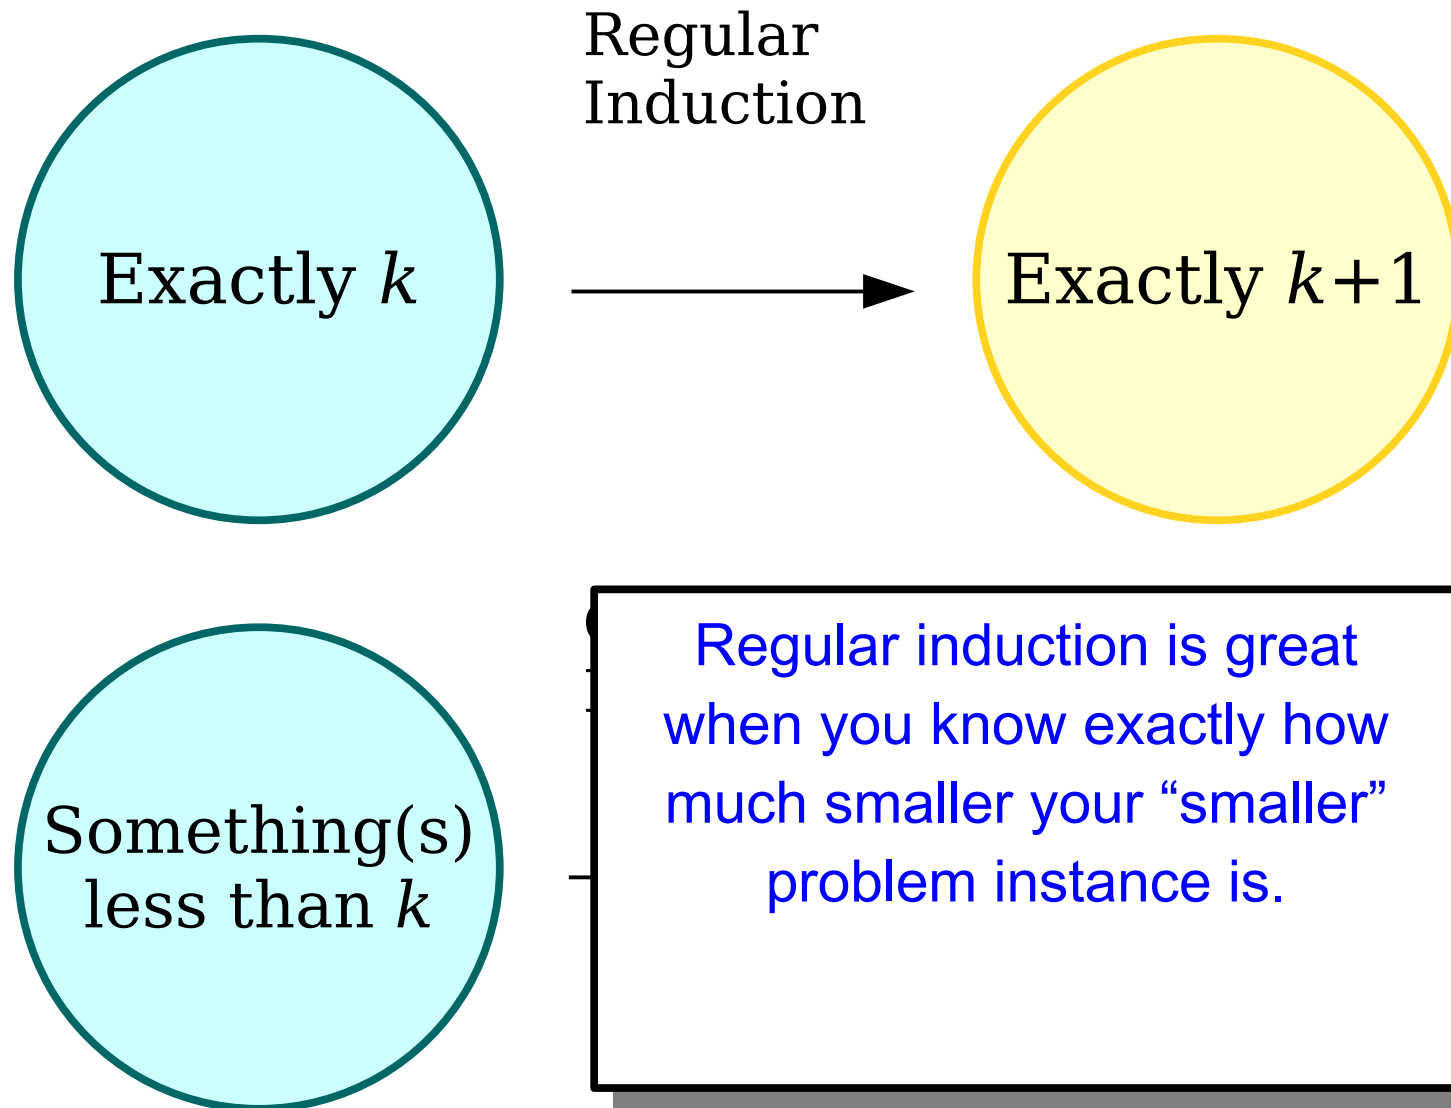 Regular
Induction
Exactly k
Exactly k+1
Something(s)
less than k
Regular induction is great
when you know exactly how
much smaller your “smaller”
problem instance is.